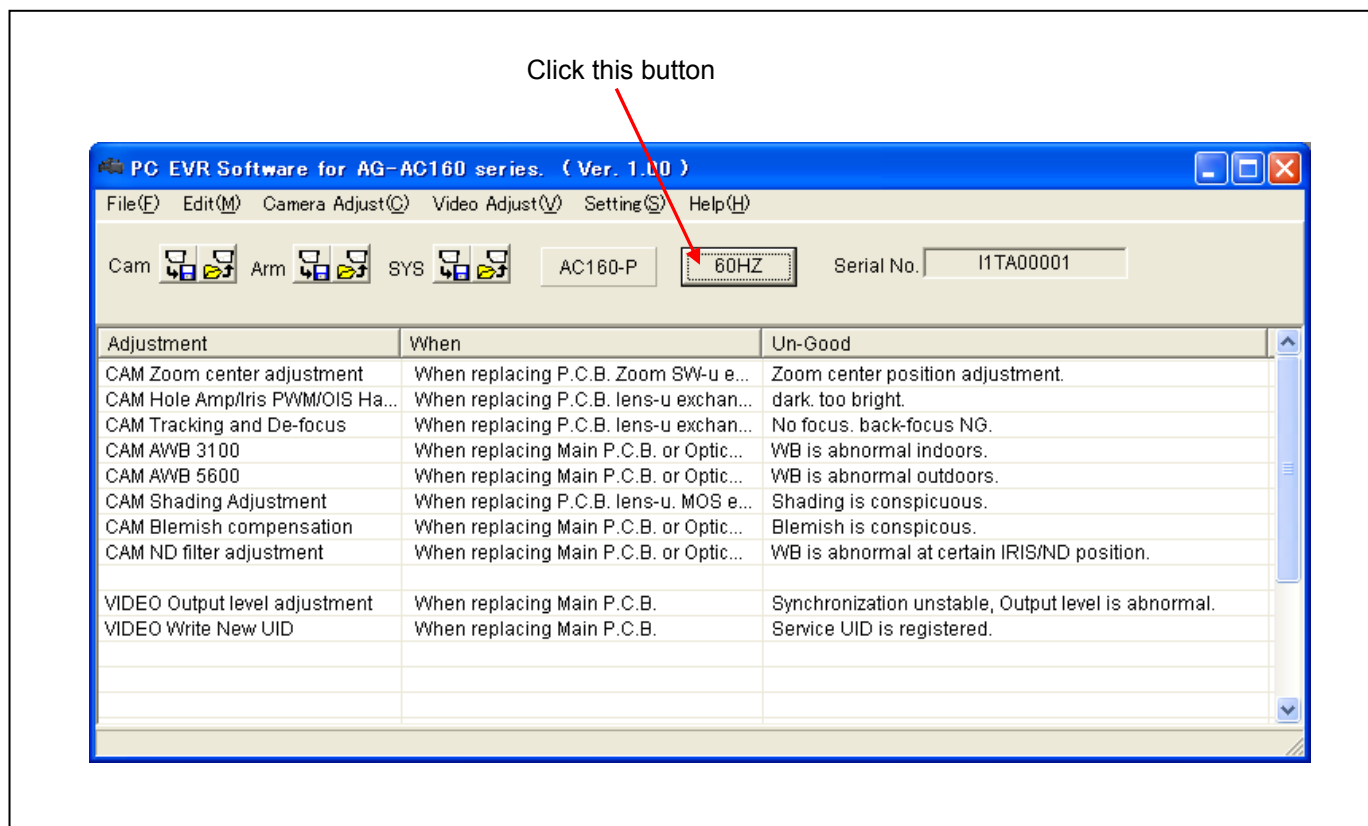 Click this button
PC EVR Software for AG-AC160 series. ( Ver. 1.00 )
File(F) Edit(M) Camera Adjust(C) Video Adjust(V) Setting(S) Help(H)
Cam Arm SYS AC160-P 60HZ Serial No. I1TA00001
Adjustment When Un-Good
CAM Zoom center adjustment When replacing P.C.B. Zoom SW-u e... Zoom center position adjustment.
CAM Hole Amp/Iris PWM/OIS Ha... When replacing P.C.B. lens-u exchan... dark. too bright.
CAM Tracking and De-focus When replacing P.C.B. lens-u exchan... No focus. back-focus NG.
CAM AWB 3100 When replacing Main P.C.B. or Optic... WB is abnormal indoors.
CAM AWB 5600 When replacing Main P.C.B. or Optic... WB is abnormal outdoors.
CAM Shading Adjustment When replacing P.C.B. lens-u. MOS e... Shading is conspicuous.
CAM Blemish compensation When replacing Main P.C.B. or Optic... Blemish is conspicous.
CAM ND filter adjustment When replacing Main P.C.B. or Optic... WB is abnormal at certain IRIS/ND position.
VIDEO Output level adjustment When replacing Main P.C.B. Synchronization unstable, Output level is abnormal.
VIDEO Write New UID When replacing Main P.C.B. Service UID is registered.